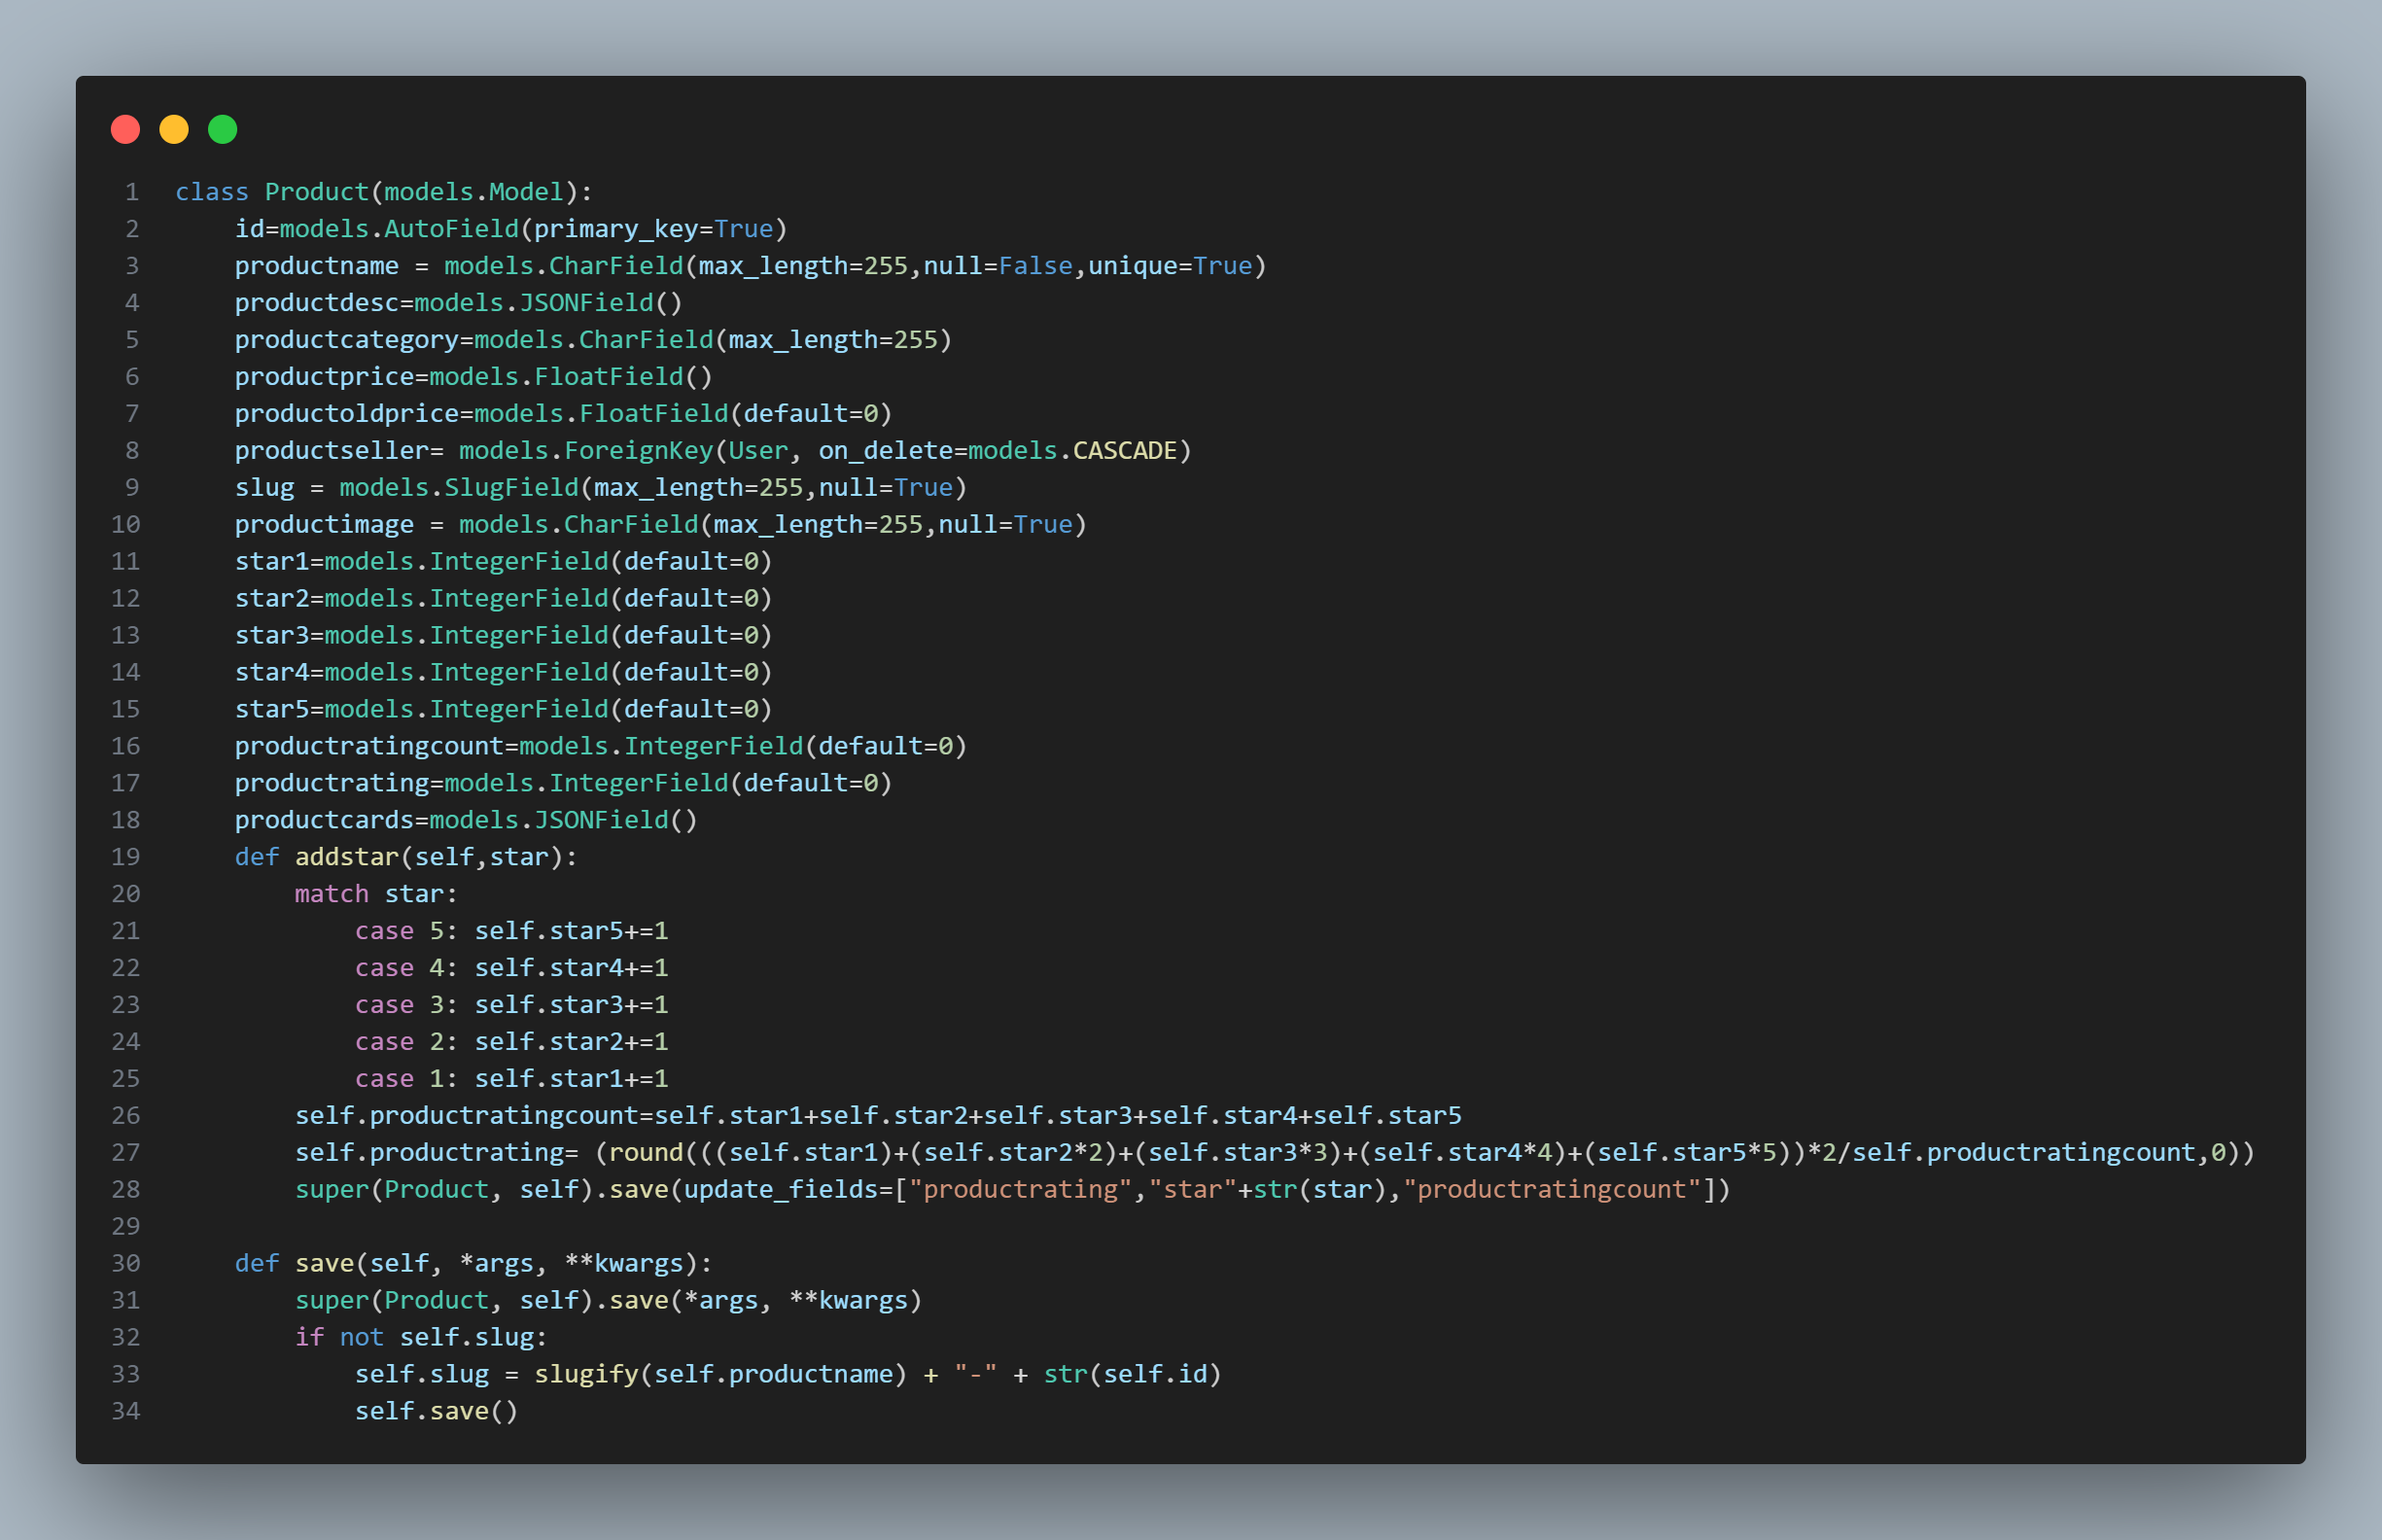 1 class Product(models.Model):
2     id=models.AutoField(primary_key=True)
3     productname = models.CharField(max_length=255,null=False,unique=True)
4     productdesc=models.JSONField()
5     productcategory=models.CharField(max_length=255)
6     productprice=models.FloatField()
7     productoldprice=models.FloatField(default=0)
8     productseller= models.ForeignKey(User, on_delete=models.CASCADE)
9     slug = models.SlugField(max_length=255,null=True)
10     productimage = models.CharField(max_length=255,null=True)
11     star1=models.IntegerField(default=0)
12     star2=models.IntegerField(default=0)
13     star3=models.IntegerField(default=0)
14     star4=models.IntegerField(default=0)
15     star5=models.IntegerField(default=0)
16     productratingcount=models.IntegerField(default=0)
17     productrating=models.IntegerField(default=0)
18     productcards=models.JSONField()
19     def addstar(self,star):
20         match star:
21             case 5: self.star5+=1
22             case 4: self.star4+=1
23             case 3: self.star3+=1
24             case 2: self.star2+=1
25             case 1: self.star1+=1
26         self.productratingcount=self.star1+self.star2+self.star3+self.star4+self.star5
27         self.productrating= (round(((self.star1)+(self.star2*2)+(self.star3*3)+(self.star4*4)+(self.star5*5))*2/self.productratingcount,0))
28         super(Product, self).save(update_fields=["productrating","star"+str(star),"productratingcount"])
29
30     def save(self, *args, **kwargs):
31         super(Product, self).save(*args, **kwargs)
32         if not self.slug:
33             self.slug = slugify(self.productname) + "-" + str(self.id)
34             self.save()